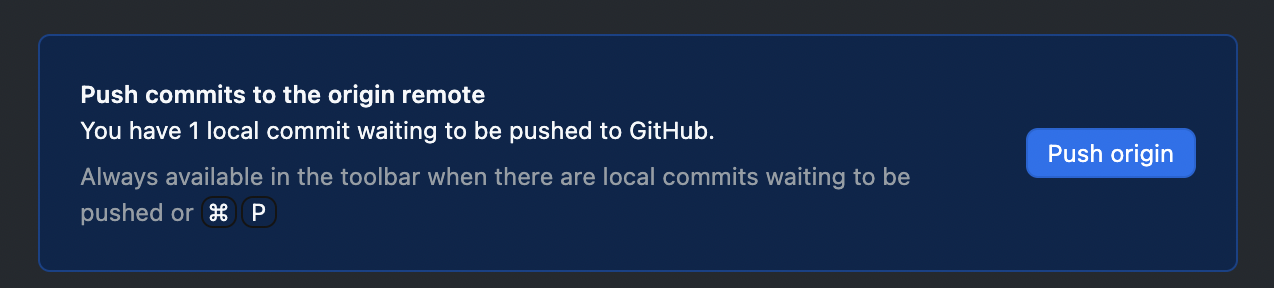 Push commits to the origin remote
You have 1 local commit waiting to be pushed to GitHub.
Always available in the toolbar when there are local commits waiting to be
pushed or ⌘ P
Push origin